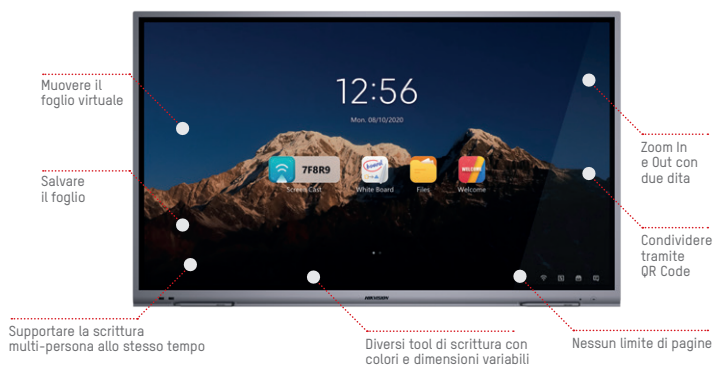 12:56
Mon. 08/10/2020
7F8R9
Board
WELCOME
Screen Cast
White Board
Files
Welcome
HIKVISION
Muovere il
foglio virtuale
Salvare
il foglio
Supportare la scrittura
multi-persona allo stesso tempo
Diversi tool di scrittura con
colori e dimensioni variabili
Nessun limite di pagine
Zoom In
e Out con
due dita
Condividere
tramite
QR Code